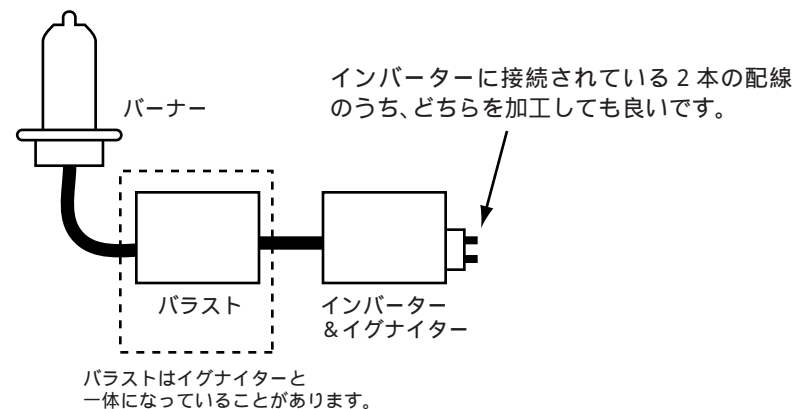 インバーターに接続されている２本の配線
のうち、どちらを加工しても良いです。
バーナー
バラスト
インバーター
＆イグナイター
バラストはイグナイターと
一体になっていることがあります。